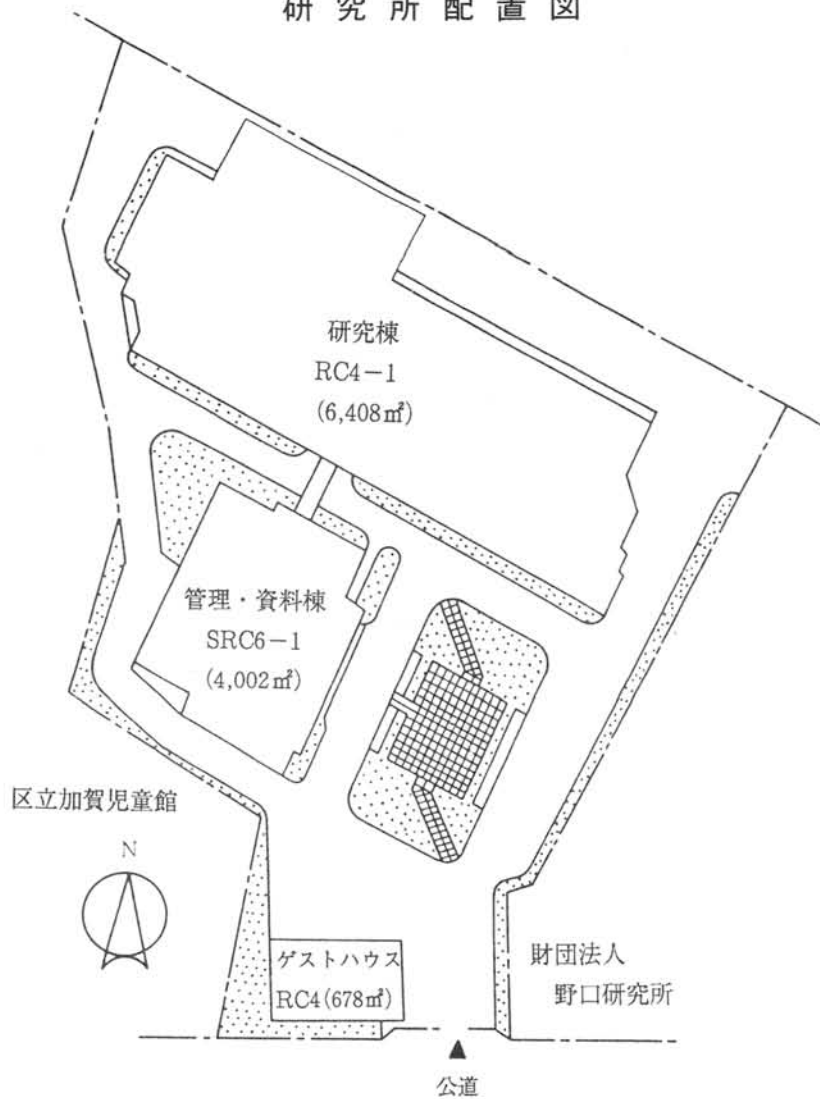 研究所配置図
研究棟
RC4-1
(6,408㎡)
管理・資料棟
SRC6-1
(4,002㎡)
区立加賀児童館
N
ゲストハウス
RC4(678㎡)
財団法人
野口研究所
公道